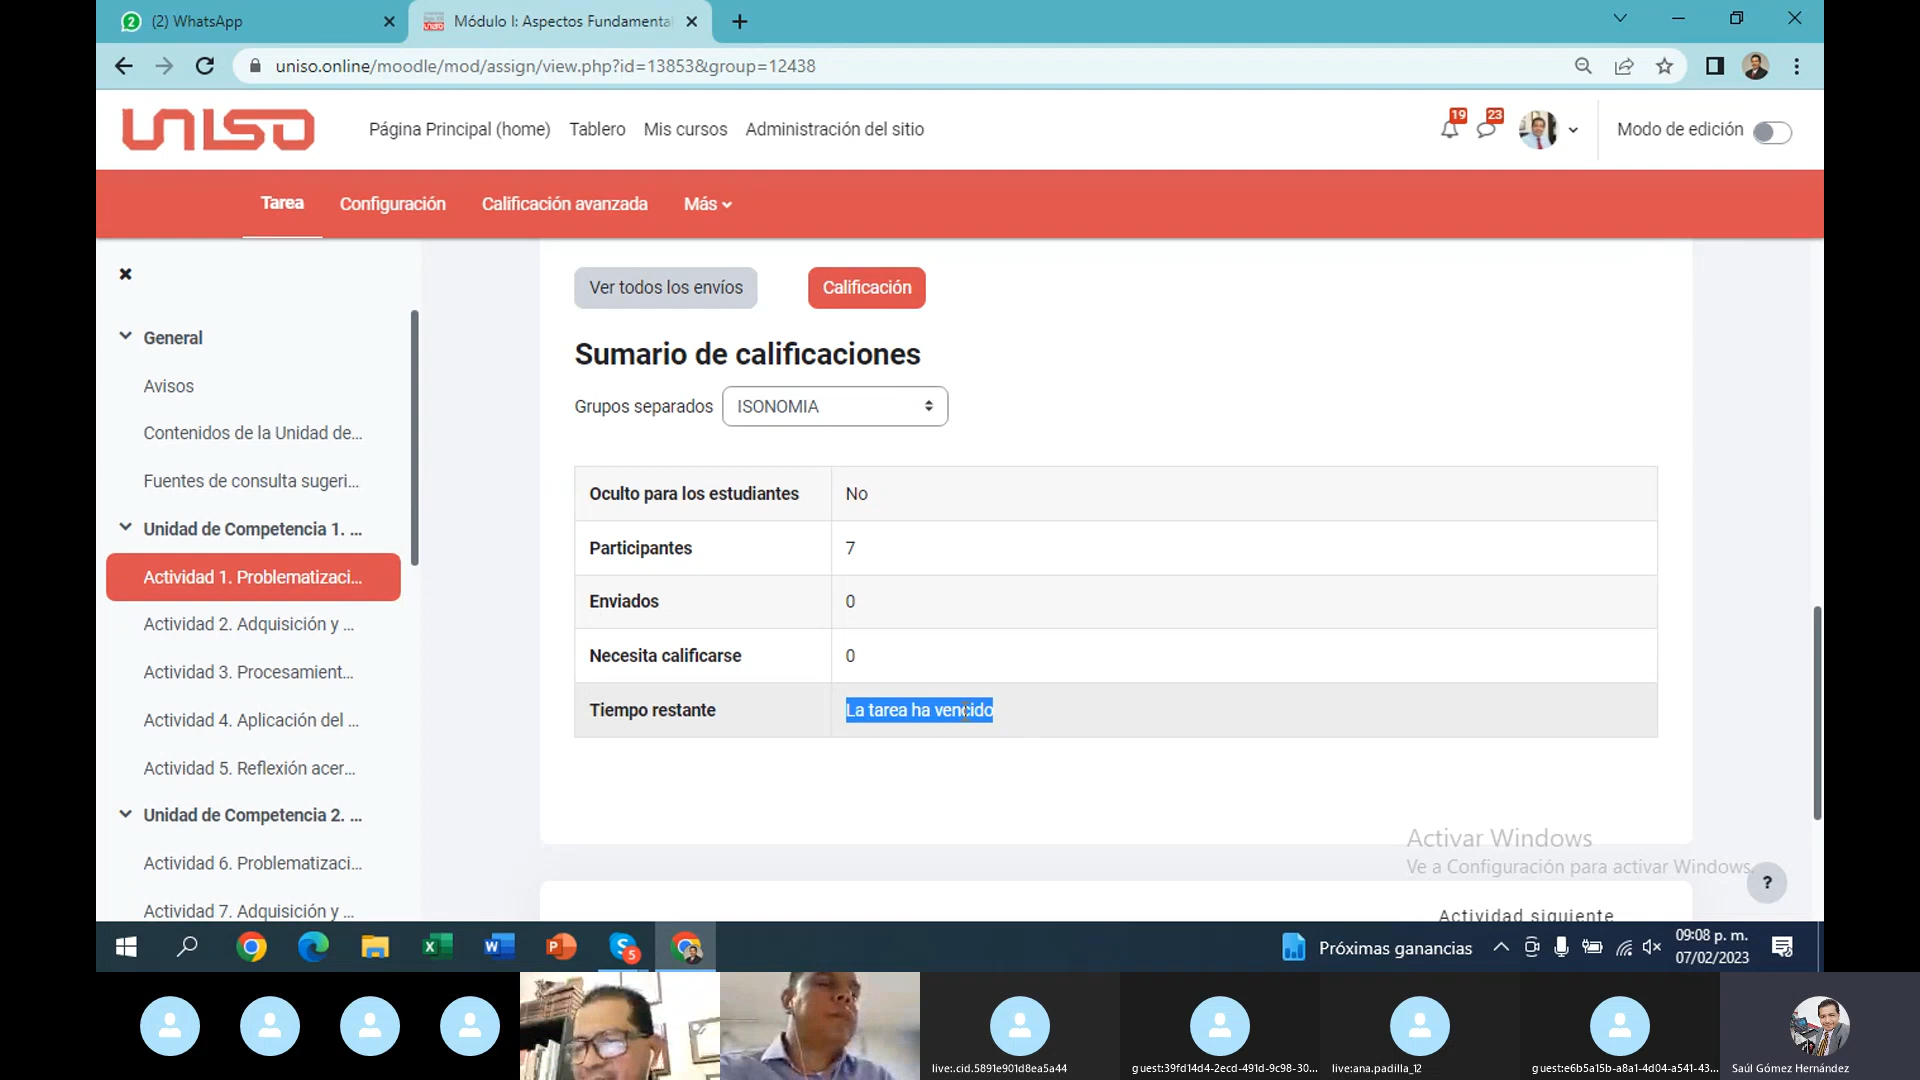 2 (2) WhatsApp
Módulo I: Aspectos Fundamental
uniso.online/moodle/mod/assign/view.php?id=13853&group=12438
UNISO
Página Principal (home) Tablero Mis cursos Administración del sitio
19 23
Modo de edición
Tarea Configuración Calificación avanzada Más
General
Avisos
Contenidos de la Unidad de...
Fuentes de consulta sugeri...
Unidad de Competencia 1. ...
Actividad 1. Problematizaci...
Actividad 2. Adquisición y ...
Actividad 3. Procesamient...
Actividad 4. Aplicación del ...
Actividad 5. Reflexión acer...
Unidad de Competencia 2. ...
Actividad 6. Problematizaci...
Actividad 7. Adquisición y ...
Ver todos los envíos Calificación
Sumario de calificaciones
Grupos separados ISONOMIA
Oculto para los estudiantes No
Participantes 7
Enviados 0
Necesita calificarse 0
Tiempo restante La tarea ha vencido
Activar Windows
Ve a Configuración para activar Windows.
?
Actividad siguiente
5
Próximas ganancias
09:08 p. m.
07/02/2023
live:.cid.5891e901d8ea5a44
guest:39fd14d4-2ecd-491d-9c98-30...
live:ana.padilla_12
guest:e6b5a15b-a8a1-4d04-a541-43...
Saúl Gómez Hernández